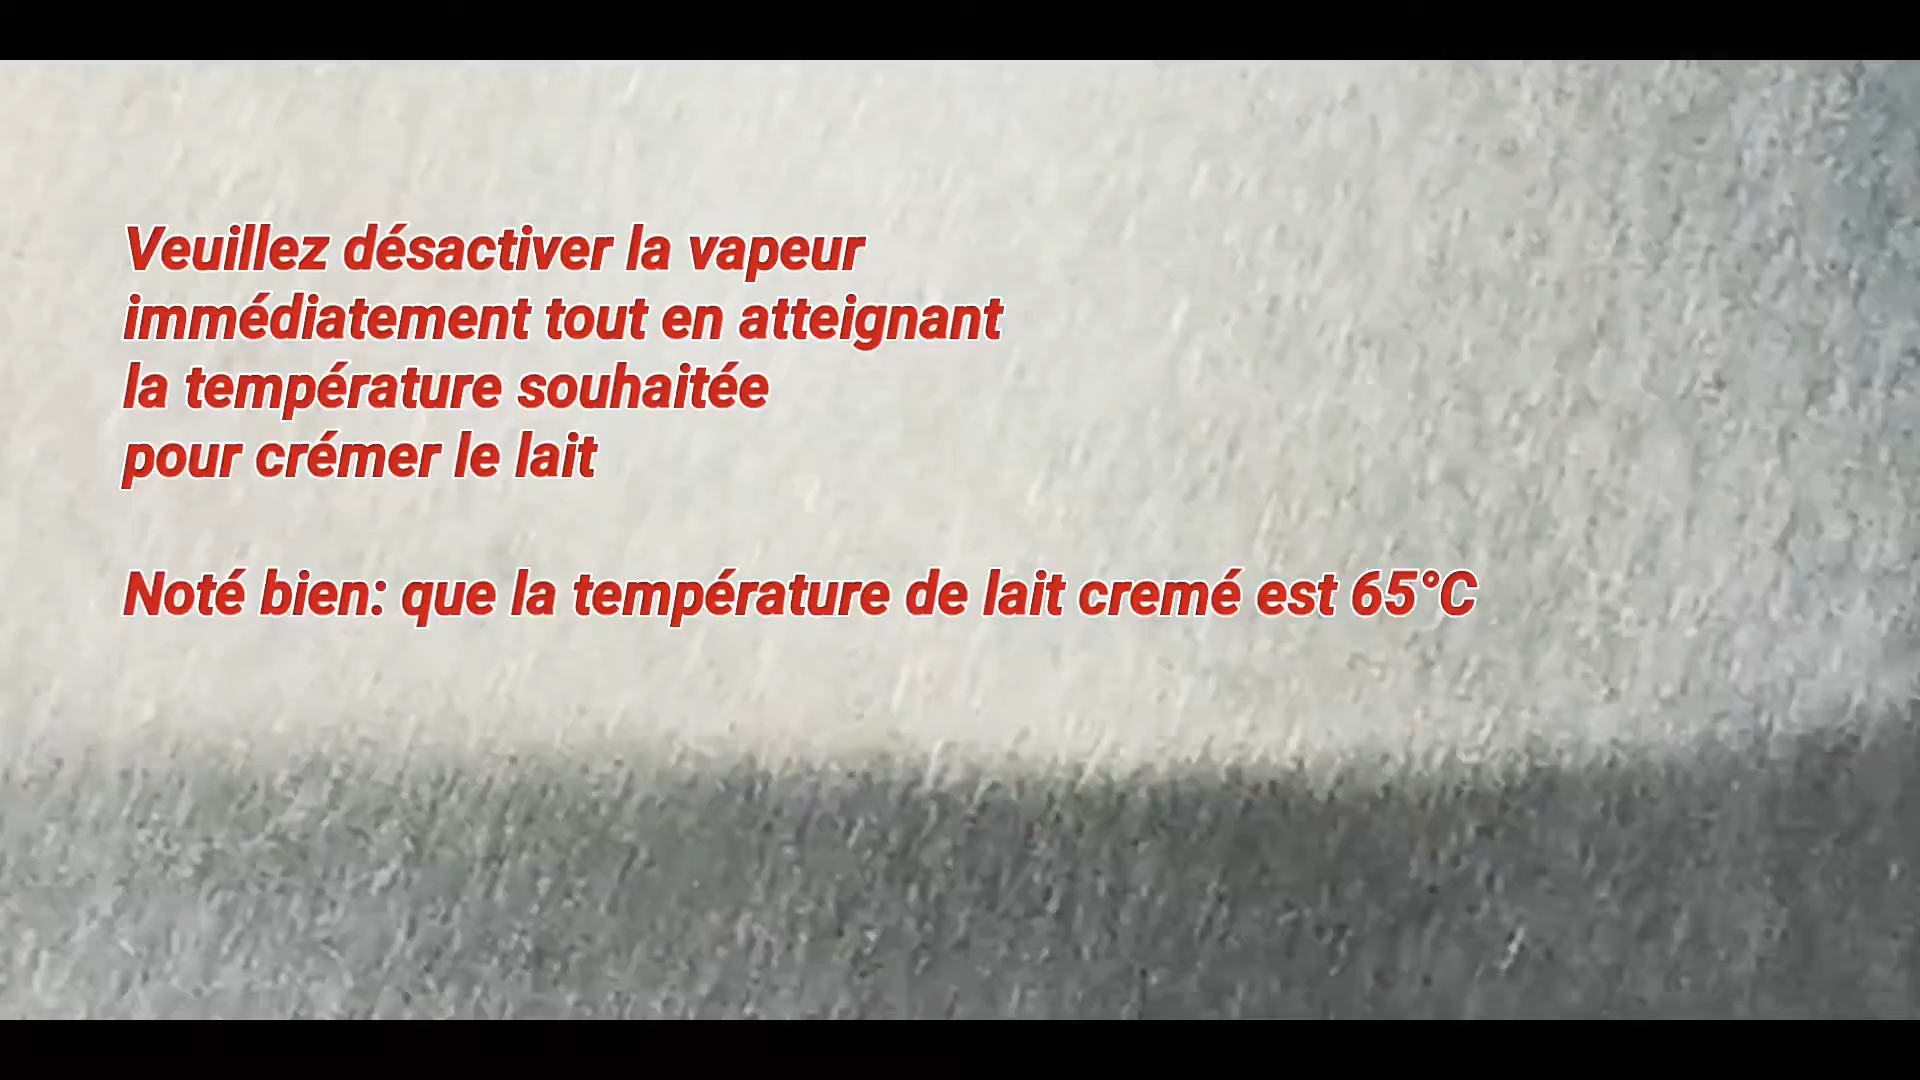 Veuillez désactiver la vapeur
immédiatement tout en atteignant
la température souhaitée
pour crémer le lait
Noté bien: que la température de lait cremé est 65°C